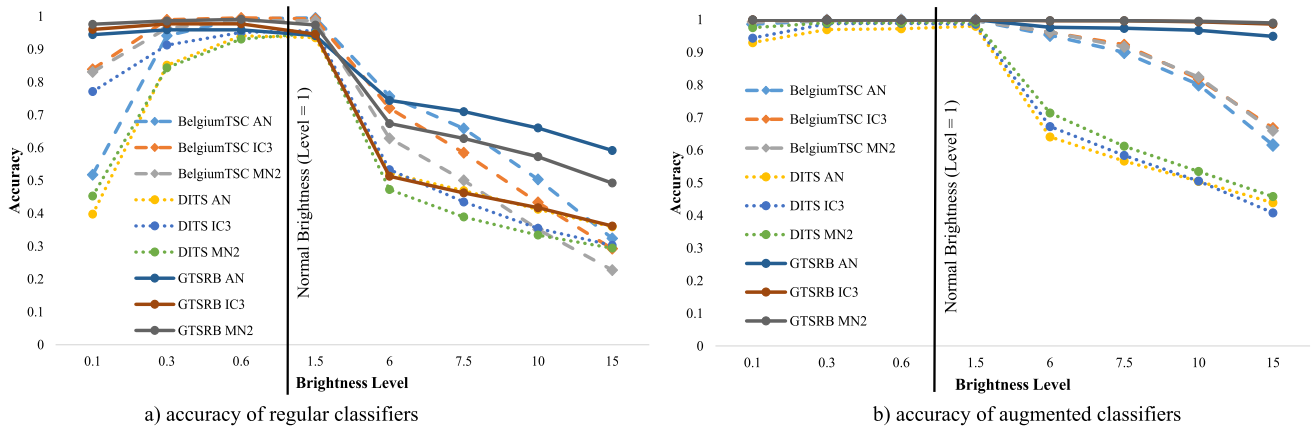 1
0.9
0.8
0.7
0.6
0.5
0.4
0.3
0.2
0.1
0
Accuracy
BelgiumTSC AN
BelgiumTSC IC3
BelgiumTSC MN2
DITS AN
DITS IC3
DITS MN2
GTSRB AN
GTSRB IC3
GTSRB MN2
Normal Brightness (Level = 1)
0.1 0.3 0.6 1.5 6 7.5 10 15
Brightness Level
a) accuracy of regular classifiers
1
0.9
0.8
0.7
0.6
0.5
0.4
0.3
0.2
0.1
0
Accuracy
BelgiumTSC AN
BelgiumTSC IC3
BelgiumTSC MN2
DITS AN
DITS IC3
DITS MN2
GTSRB AN
GTSRB IC3
GTSRB MN2
Normal Brightness (Level = 1)
0.1 0.3 0.6 1.5 6 7.5 10 15
Brightness Level
b) accuracy of augmented classifiers